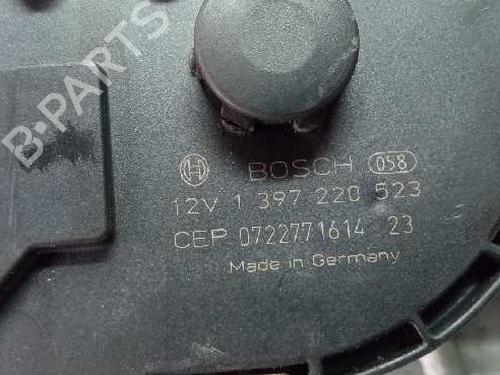 B-PARTS
BOSCH 058
12V 1 397 220 523
CEP 0722771614 23
Made in Germany